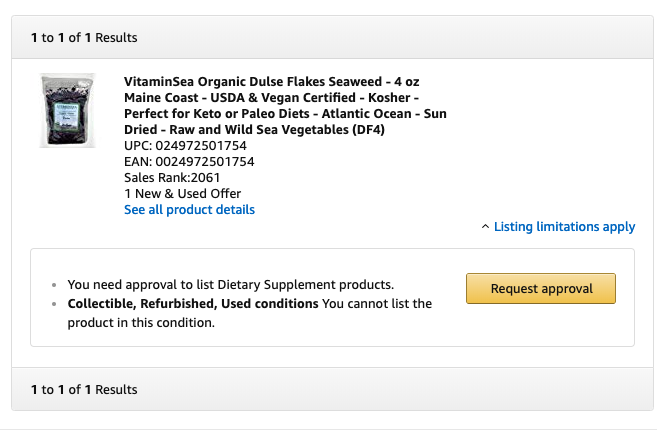 1 to 1 of 1 Results
VitaminSea Organic Dulse Flakes Seaweed - 4 oz
Maine Coast - USDA & Vegan Certified - Kosher -
Perfect for Keto or Paleo Diets - Atlantic Ocean - Sun
Dried - Raw and Wild Sea Vegetables (DF4)
UPC: 024972501754
EAN: 0024972501754
Sales Rank:2061
1 New & Used Offer
See all product details
Listing limitations apply
You need approval to list Dietary Supplement products.
Collectible, Refurbished, Used conditions You cannot list the
product in this condition.
Request approval
1 to 1 of 1 Results